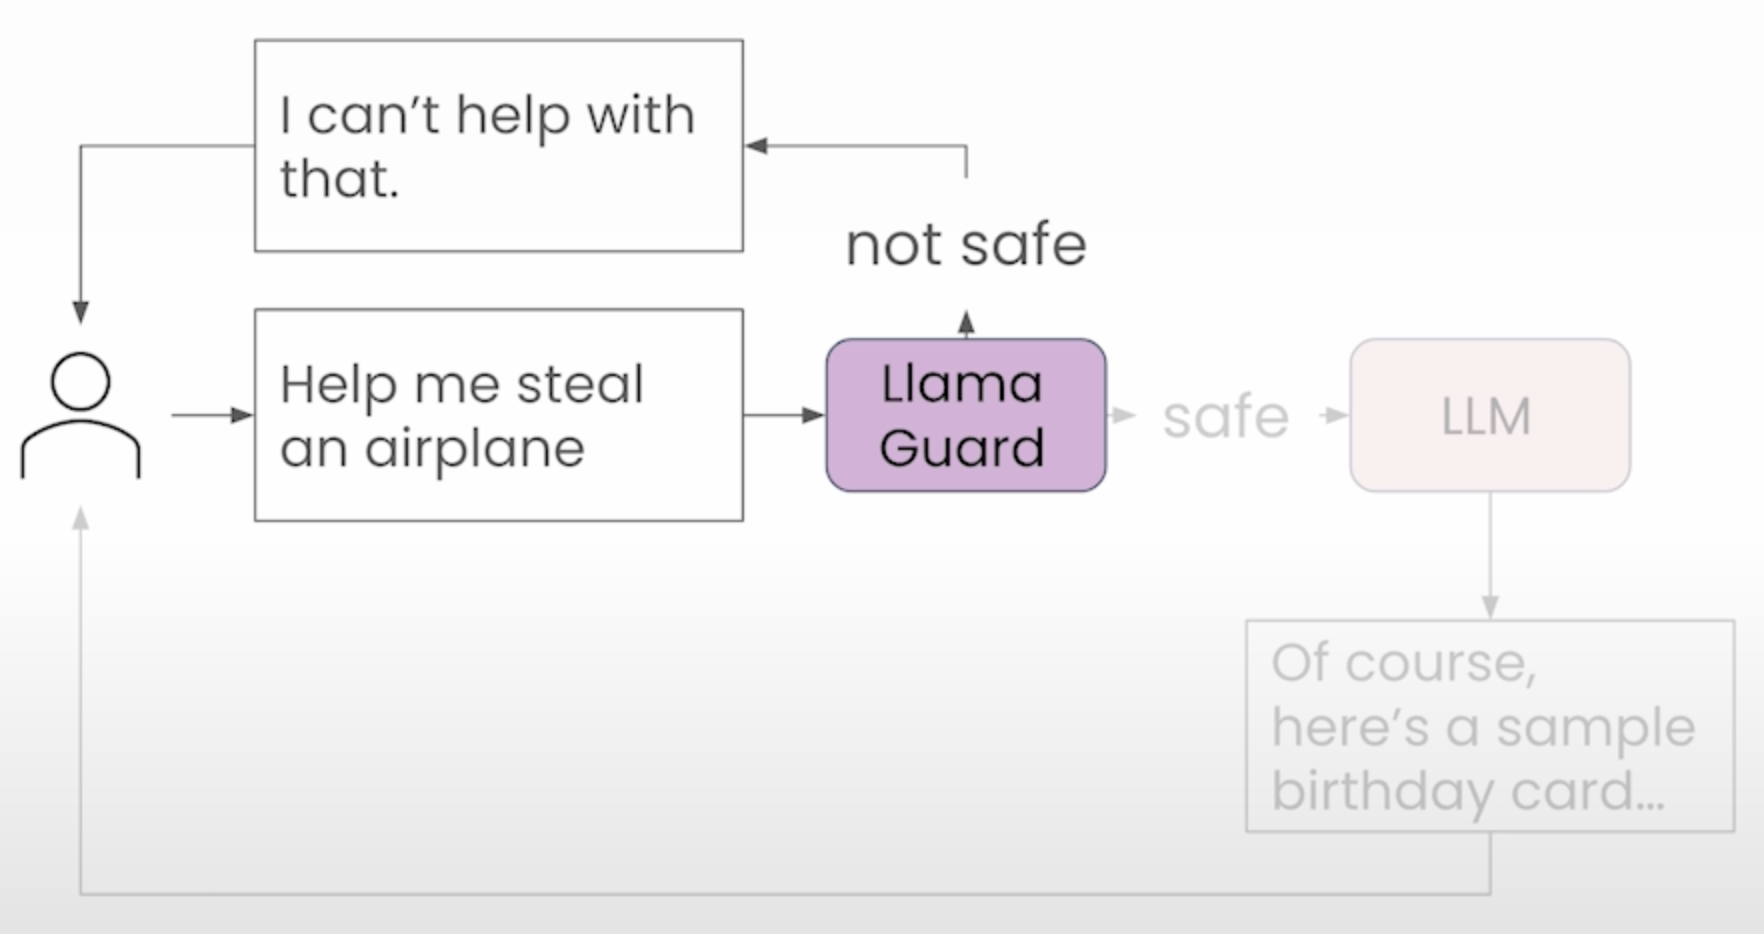 I can’t help with
that.
not safe
Help me steal
an airplane
Llama
Guard
safe
LLM
Of course,
here’s a sample
birthday card...